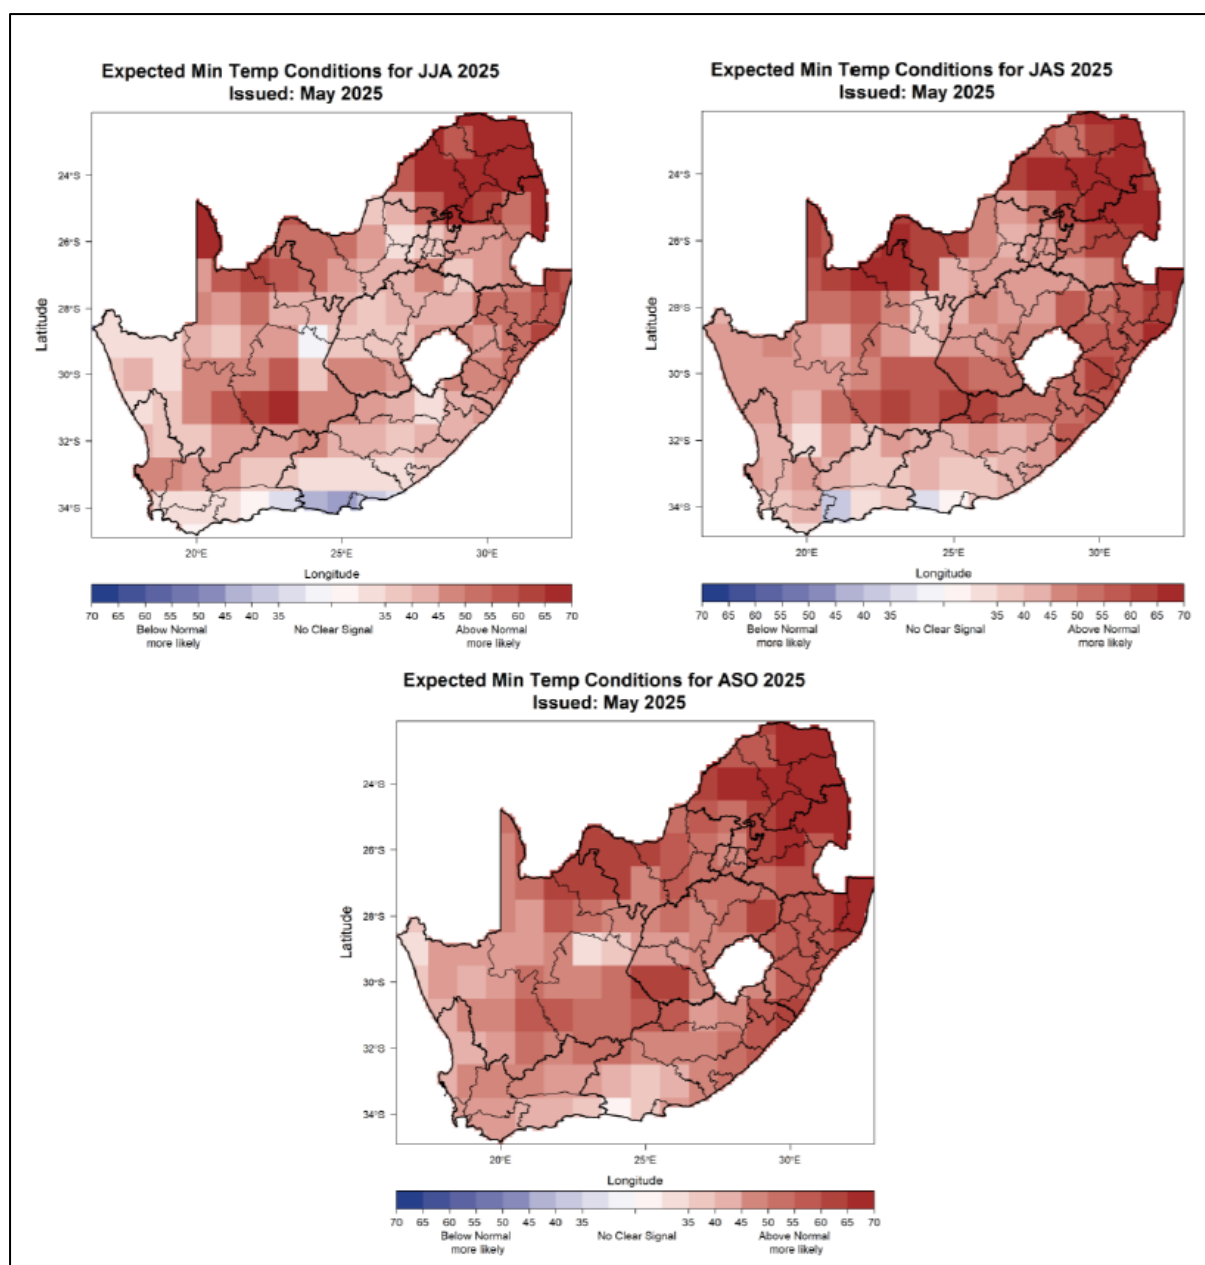 Expected Min Temp Conditions for JJA 2025
Issued: May 2025
24°S
26°S
28°S
30°S
32°S
34°S
Latitude
20°E 25°E 30°E
Longitude
70 65 60 55 50 45 40 35 35 40 45 50 55 60 65 70
Below Normal No Clear Signal Above Normal
more likely more likely
Expected Min Temp Conditions for JAS 2025
Issued: May 2025
24°S
26°S
28°S
30°S
32°S
34°S
Latitude
20°E 25°E 30°E
Longitude
70 65 60 55 50 45 40 35 35 40 45 50 55 60 65 70
Below Normal No Clear Signal Above Normal
more likely more likely
Expected Min Temp Conditions for ASO 2025
Issued: May 2025
24°S
26°S
28°S
30°S
32°S
34°S
Latitude
20°E 25°E 30°E
Longitude
70 65 60 55 50 45 40 35 35 40 45 50 55 60 65 70
Below Normal No Clear Signal Above Normal
more likely more likely